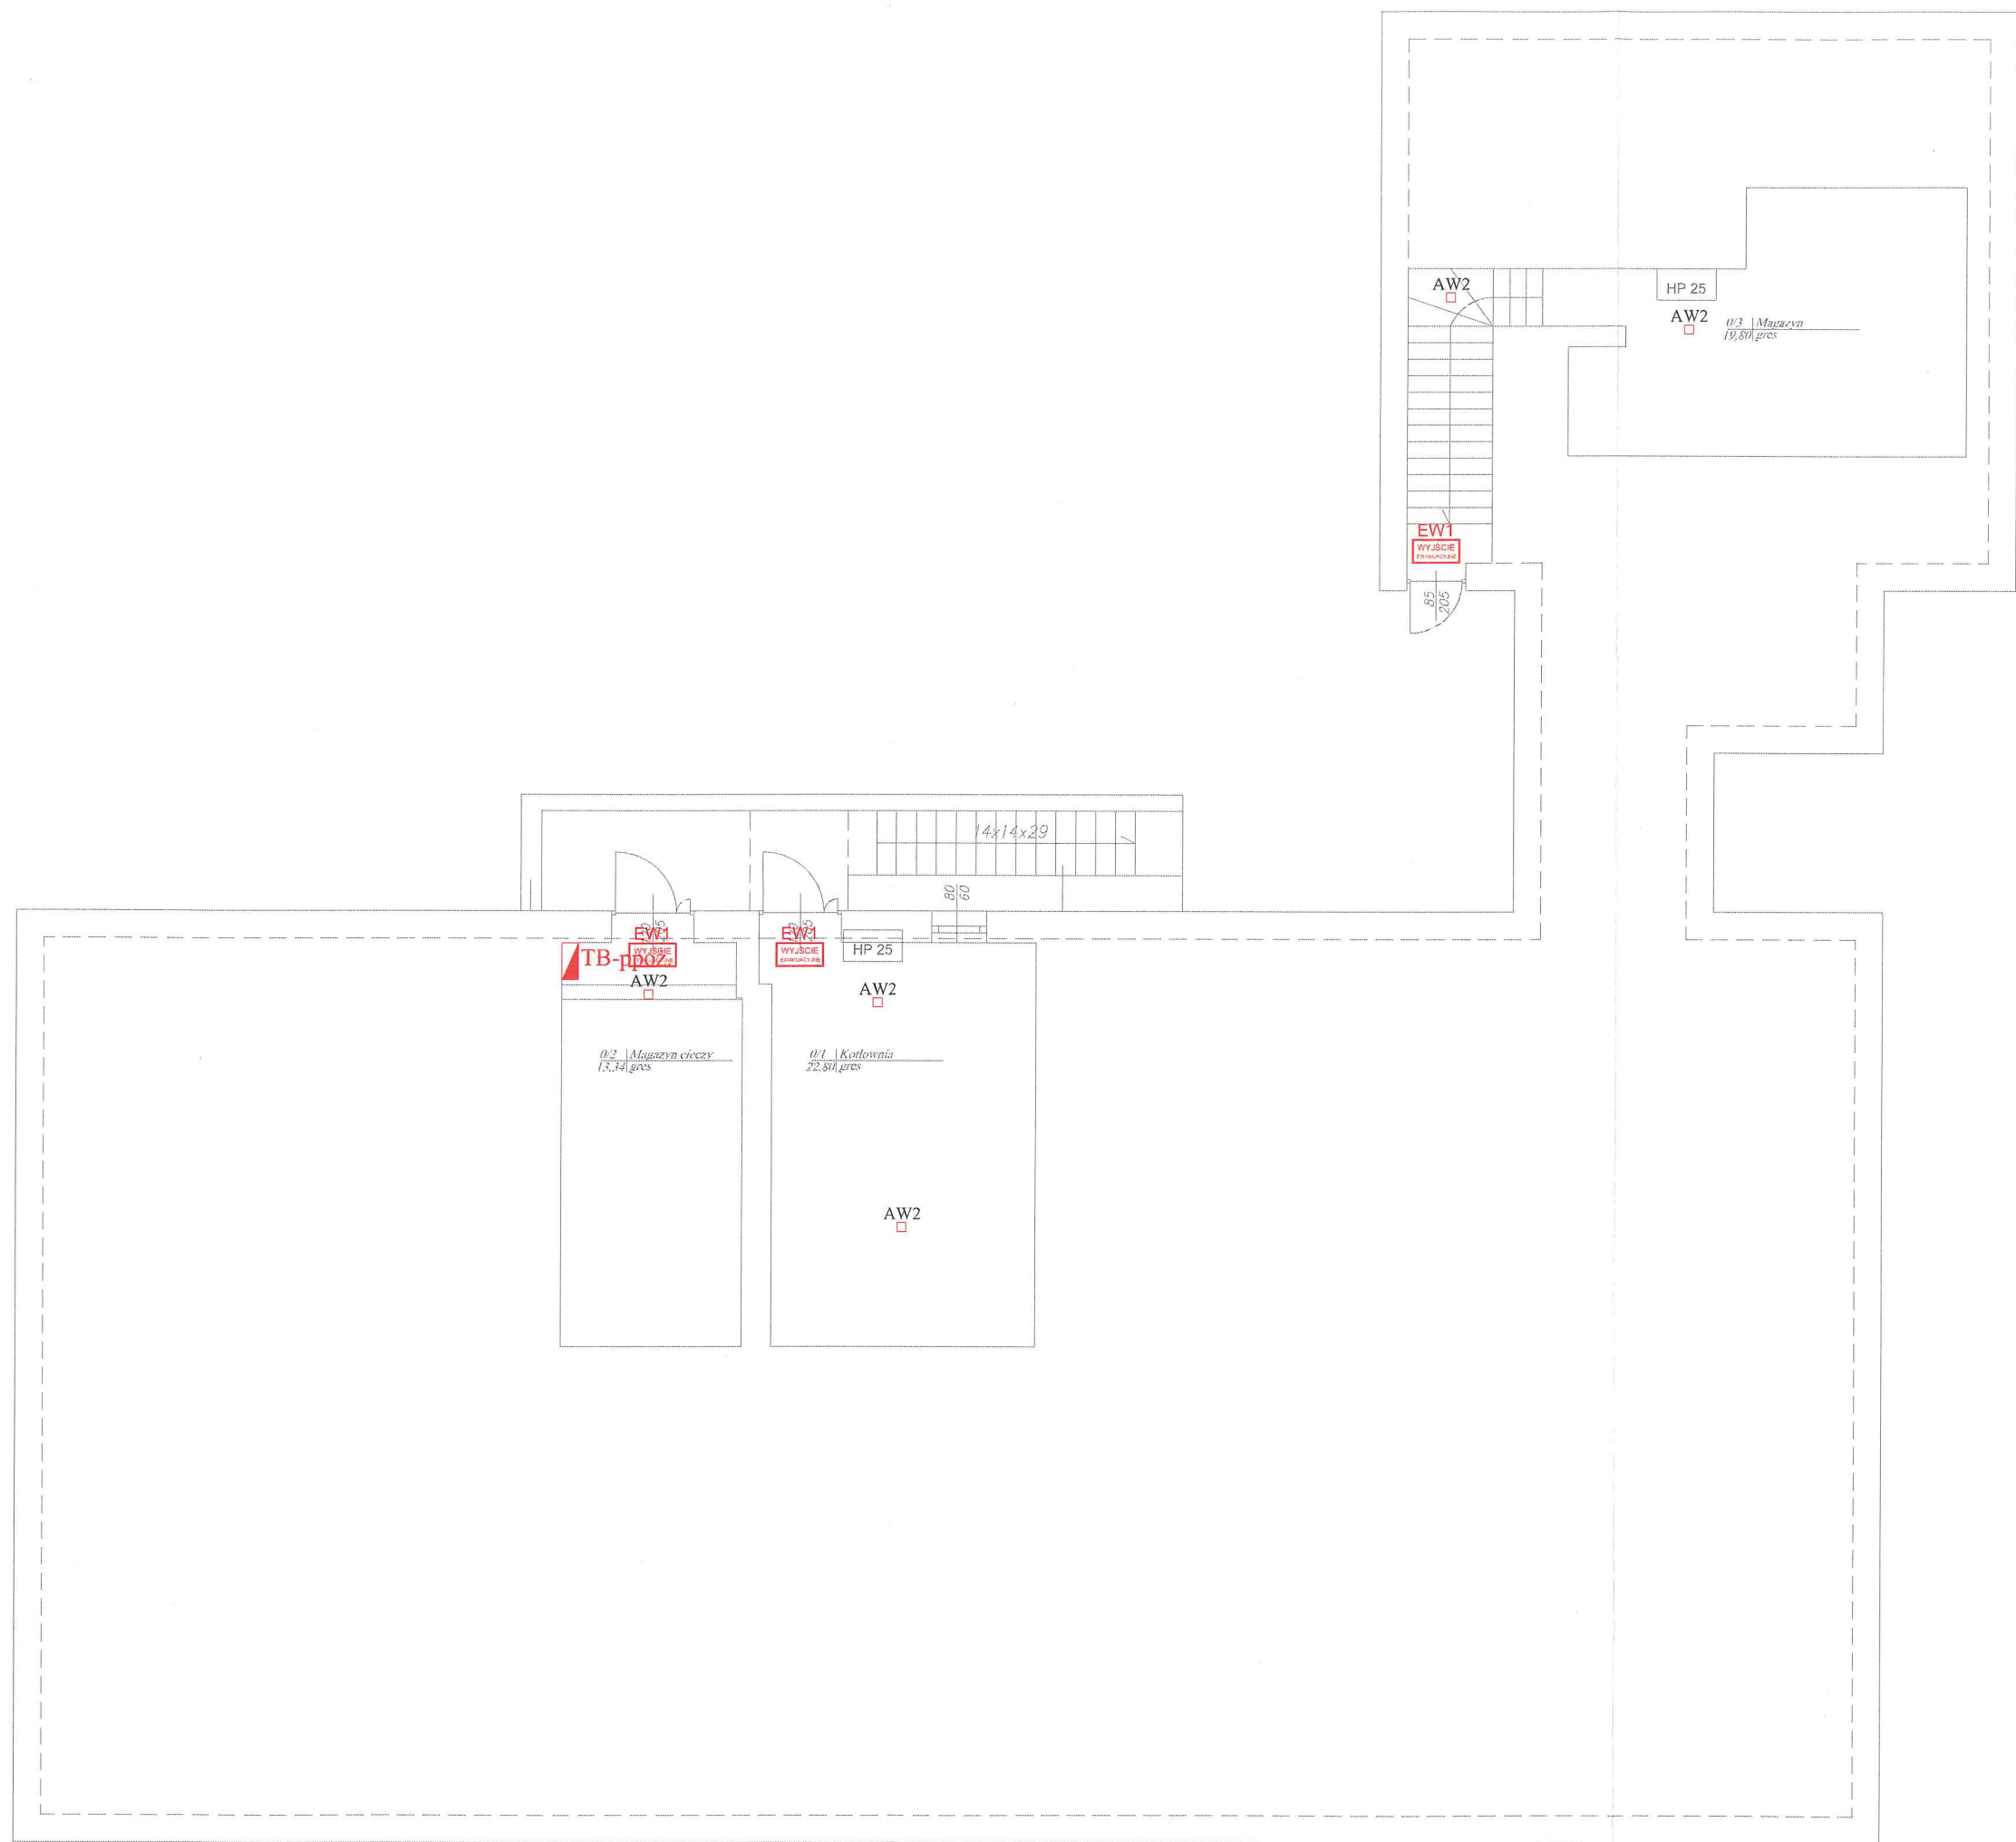 AW2
HP 25
AW2
0/3 Magazyn
19,80 gres
EW1
WYJŚCIE
EWAKUACYJNE
85
205
14x14x29
80
60
EW1
WYJŚCIE
EWAKUACYJNE
TB-ppoż.
AW2
EW1
WYJŚCIE
EWAKUACYJNE
HP 25
AW2
0/2 Magazyn cieczy
13,34 gres
0/1 Kotłownia
22,80 gres
AW2